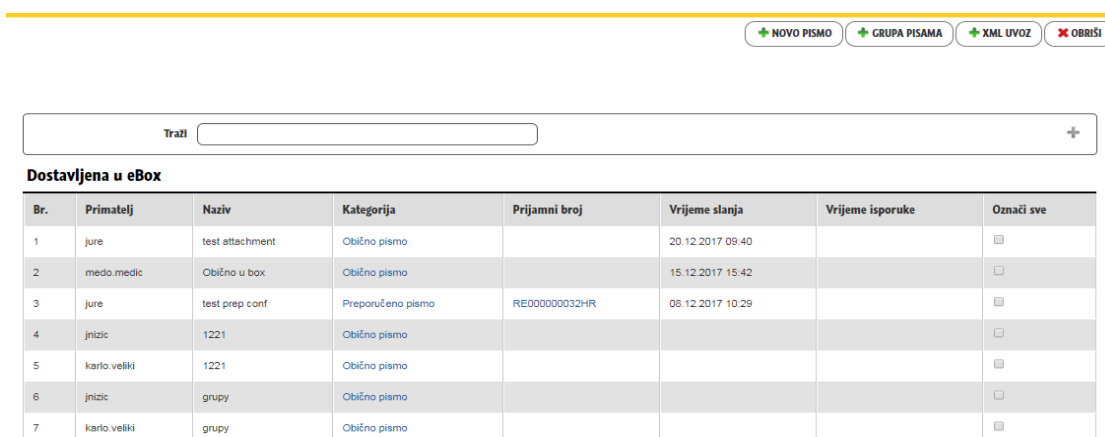 NOVO PISMO GRUPA PISAMA XML UVOZ OBRIŠI
Traži
Dostavljena u eBox
Br. Primatelj Naziv Kategorija Prijamni broj Vrijeme slanja Vrijeme isporuke Označi sve
1 jure test attachment Obično pismo 20.12.2017 09:40
2 medo.medic Obično u box Obično pismo 15.12.2017 15:42
3 jure test prep conf Preporučeno pismo RE000000032HR 08.12.2017 10:29
4 jnizic 1221 Obično pismo
5 karlo.veliki 1221 Obično pismo
6 jnizic grupy Obično pismo
7 karlo.veliki grupy Obično pismo